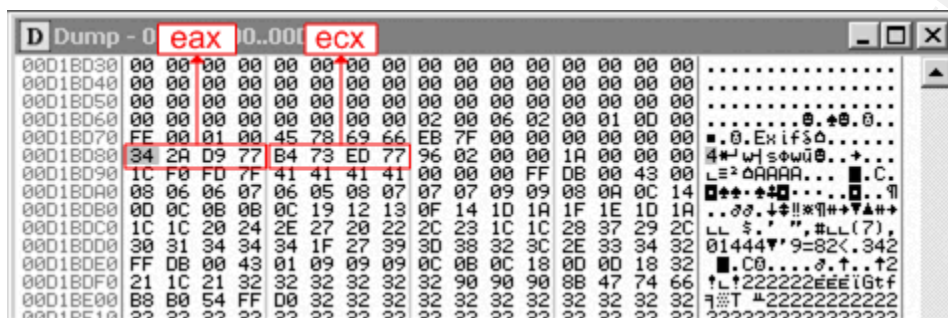 D Dump - 0 eax 00..00D ecx
00D1BD30 00 00 00 00 00 00 00 00 00 00 00 00 00 00 00 00 ................
00D1BD40 00 00 00 00 00 00 00 00 00 00 00 00 00 00 00 00 ................
00D1BD50 00 00 00 00 00 00 00 00 00 00 00 00 00 00 00 00 ................
00D1BD60 00 00 00 00 00 00 00 00 02 00 06 02 00 01 0D 00
00D1BD70 FE 00 01 00 45 78 69 66 EB 7F 00 00 00 00 00 00
00D1BD80 34 2A D9 77 B4 73 ED 77 96 02 00 00 1A 00 00 00
00D1BD90 1C F0 FD 7F 41 41 41 41 00 00 00 FF DB 00 43 00
00D1BDA0 08 06 06 07 06 05 08 07 07 07 09 09 08 0A 0C 14
00D1BDB0 0D 0C 0B 0B 0C 19 12 13 0F 14 1D 1A 1F 1E 1D 1A
00D1BDC0 1C 1C 20 24 2E 27 20 22 2C 23 1C 1C 28 37 29 2C
00D1BDD0 30 31 34 34 34 1F 27 39 3D 38 32 3C 2E 33 34 32 01444▼'9=82<.342
00D1BDE0 FF DB 00 43 01 09 09 09 0C 0B 0C 18 0D 0D 18 32
00D1BDF0 21 1C 21 32 32 32 32 32 32 90 90 90 8B 47 74 66 !∟!222222ÉÉÉïGtf
00D1BE00 B8 B0 54 FF D0 32 32 32 32 32 32 32 32 32 32 32 ╕░T ╨22222222222